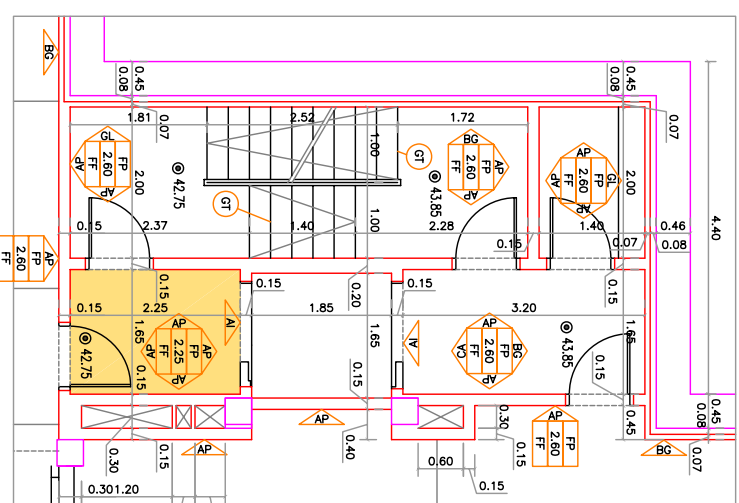 BG
0.45
0.08
0.07
0.45
0.08
0.07
1.81
2.52
1.72
GL
AP
FF
2.60
FP
AP
2.00
42.75
1.00
GT
BG
FF
2.60
FP
AP
43.85
AP
FF
2.60
FP
GL
AP
2.00
4.40
GT
1.00
0.15
2.37
1.40
2.28
0.15
1.40
0.07
0.46
0.08
2.60
FF
FP
AP
0.15
0.15
0.20
0.15
0.15
0.15
2.25
1.85
3.20
1.65
AP
AP
FF
2.25
FP
AP
AP
AI
42.75
0.15
1.65
0.15
AI
AP
CA
FF
2.60
FP
BG
AP
43.85
1.65
0.15
0.45
0.45
0.08
0.07
AP
AP
0.30
0.15
0.40
0.30
0.15
AP
FF
2.60
FP
BG
0.60
0.15
0.301.20